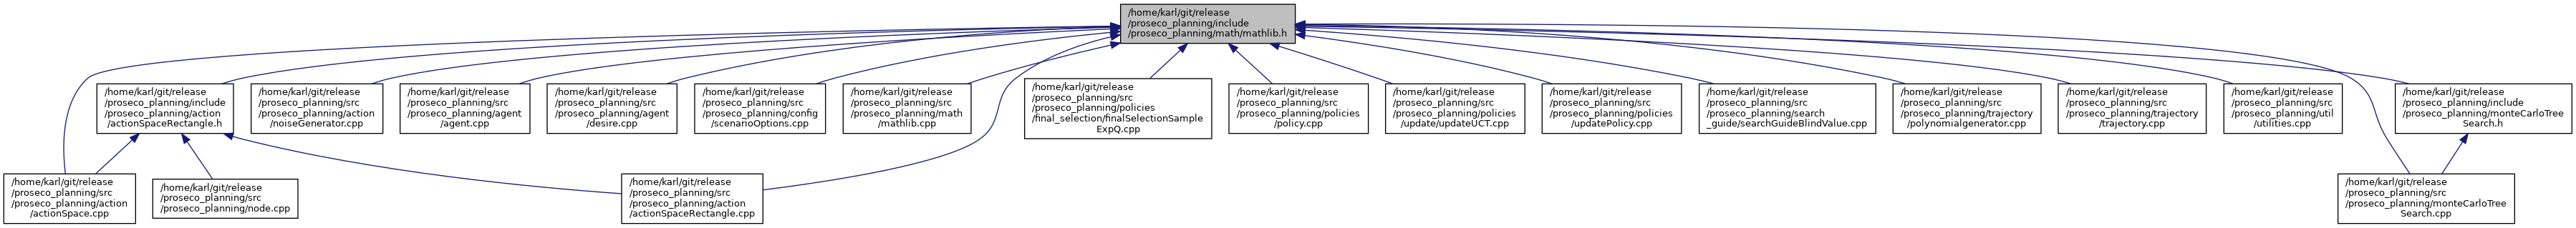 /home/karl/git/release
/proseco_planning/include
/proseco_planning/math/mathlib.h
/home/karl/git/release
/proseco_planning/include
/proseco_planning/action
/actionSpaceRectangle.h
/home/karl/git/release
/proseco_planning/src
/proseco_planning/action
/noiseGenerator.cpp
/home/karl/git/release
/proseco_planning/src
/proseco_planning/agent
/agent.cpp
/home/karl/git/release
/proseco_planning/src
/proseco_planning/agent
/desire.cpp
/home/karl/git/release
/proseco_planning/src
/proseco_planning/config
/scenarioOptions.cpp
/home/karl/git/release
/proseco_planning/src
/proseco_planning/math
/mathlib.cpp
/home/karl/git/release
/proseco_planning/src
/proseco_planning/policies
/final_selection/finalSelectionSample
ExpQ.cpp
/home/karl/git/release
/proseco_planning/src
/proseco_planning/policies
/policy.cpp
/home/karl/git/release
/proseco_planning/src
/proseco_planning/policies
/update/updateUCT.cpp
/home/karl/git/release
/proseco_planning/src
/proseco_planning/policies
/updatePolicy.cpp
/home/karl/git/release
/proseco_planning/src
/proseco_planning/search
_guide/searchGuideBlindValue.cpp
/home/karl/git/release
/proseco_planning/src
/proseco_planning/trajectory
/polynomialgenerator.cpp
/home/karl/git/release
/proseco_planning/src
/proseco_planning/trajectory
/trajectory.cpp
/home/karl/git/release
/proseco_planning/src
/proseco_planning/util
/utilities.cpp
/home/karl/git/release
/proseco_planning/include
/proseco_planning/monteCarloTree
Search.h
/home/karl/git/release
/proseco_planning/src
/proseco_planning/action
/actionSpace.cpp
/home/karl/git/release
/proseco_planning/src
/proseco_planning/node.cpp
/home/karl/git/release
/proseco_planning/src
/proseco_planning/action
/actionSpaceRectangle.cpp
/home/karl/git/release
/proseco_planning/src
/proseco_planning/monteCarloTree
Search.cpp